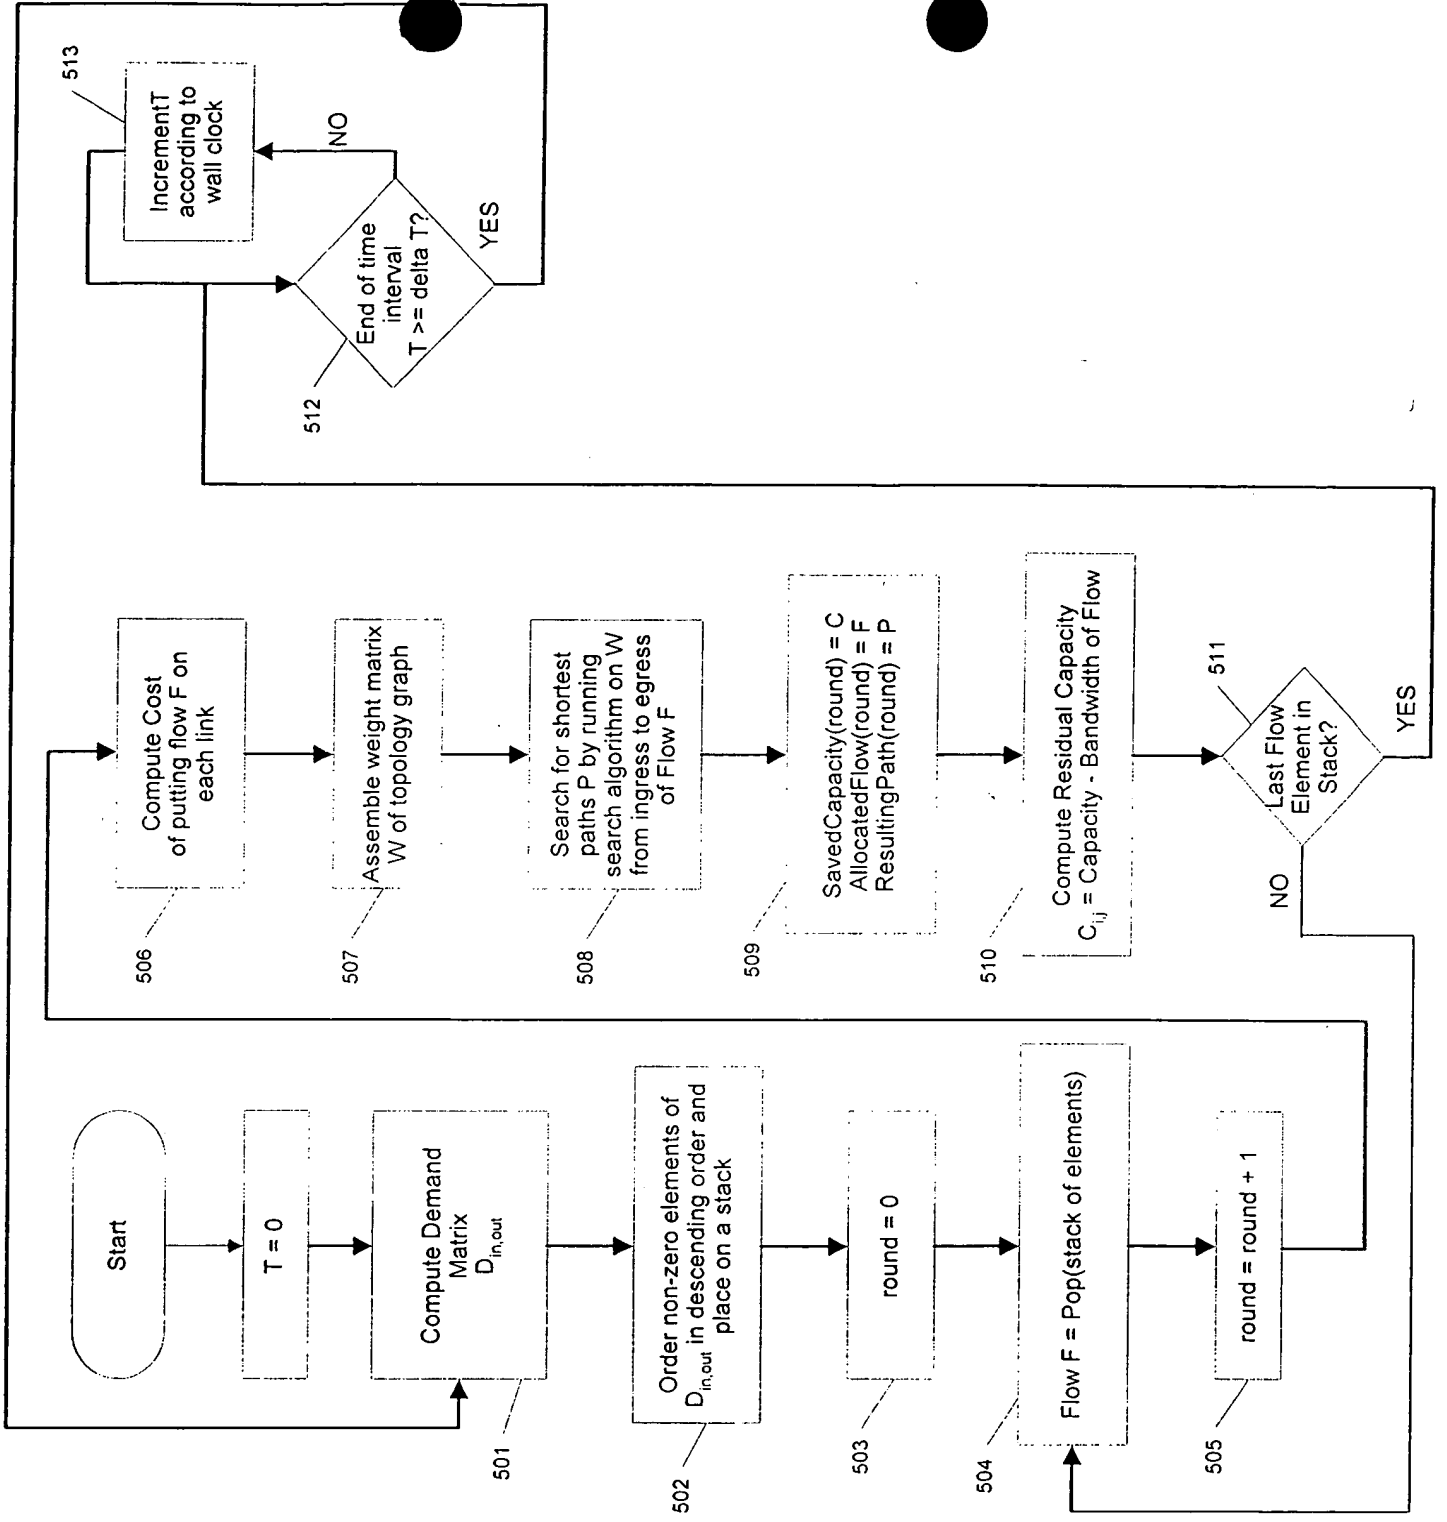 Start
T = 0
Compute Demand
Matrix
D in,out
501
Order non-zero elements of
D in,out in descending order and
place on a stack
502
round = 0
503
Flow F = Pop(stack of elements)
504
round = round + 1
505
Compute Cost
of putting flow F on
each link
506
Assemble weight matrix
W of topology graph
507
Search for shortest
paths P by running
search algorithm on W
from ingress to egress
of Flow F
508
SavedCapacity(round) = C
AllocatedFlow(round) = F
ResultingPath(round) = P
509
Compute Residual Capacity
C i,j = Capacity - Bandwidth of Flow
510
Last Flow
Element in
Stack?
511
NO
YES
End of time
interval
T >= delta T?
512
NO
YES
IncrementT
according to
wall clock
513